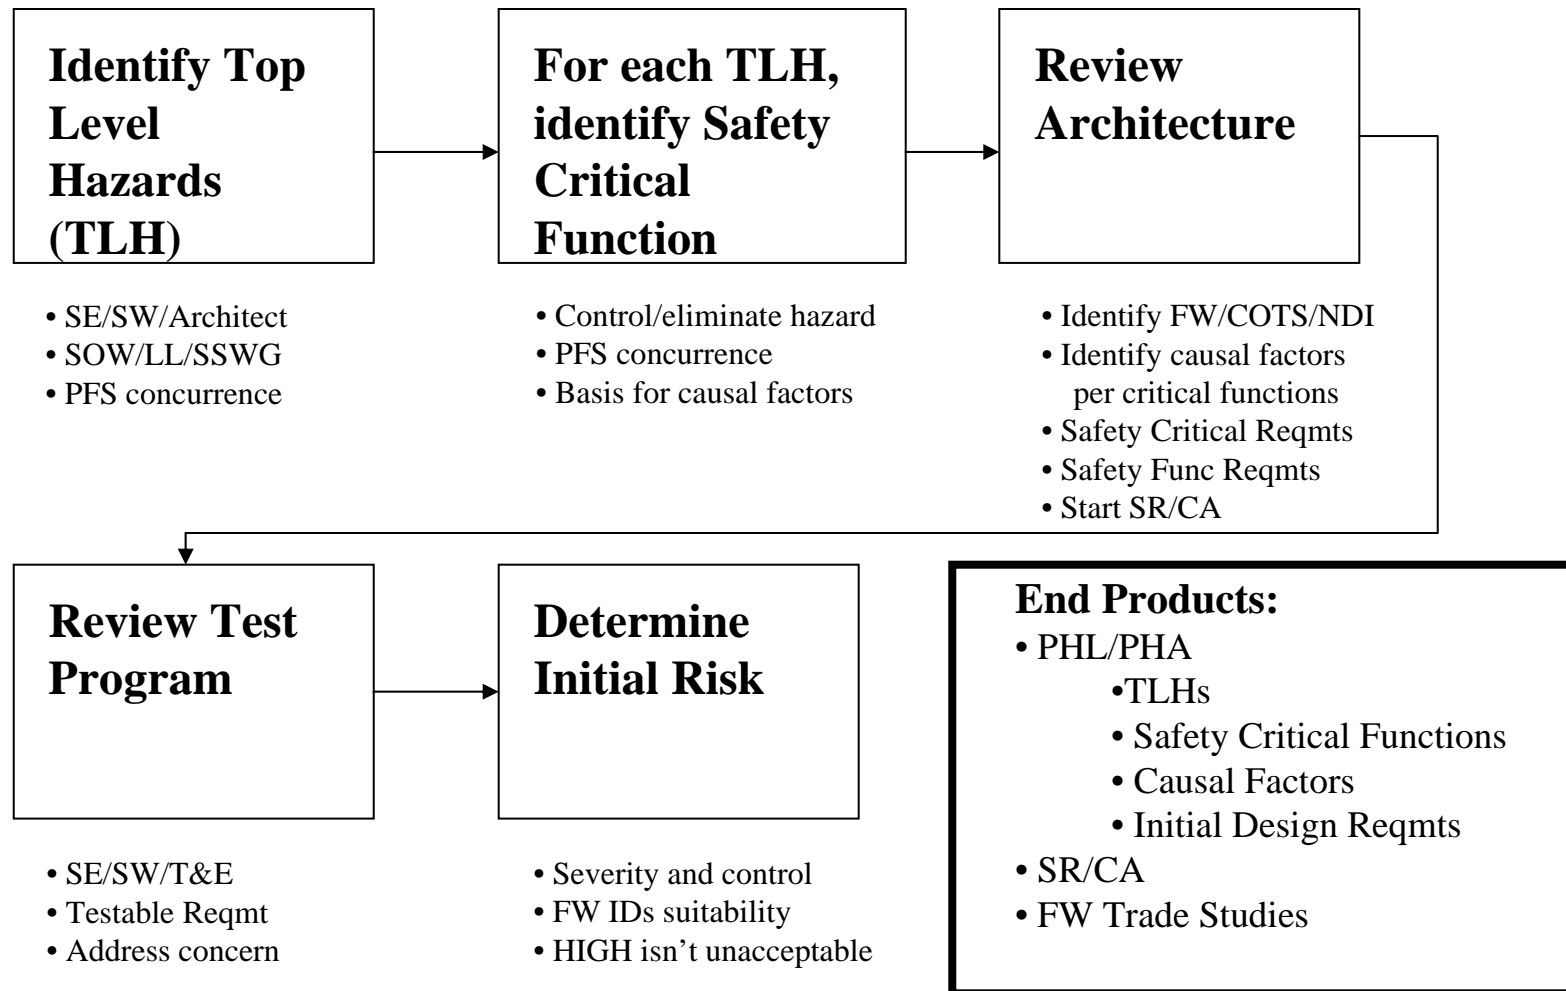 Identify Top
Level
Hazards
(TLH)
• SE/SW/Architect
• SOW/LL/SSWG
• PFS concurrence
For each TLH,
identify Safety
Critical
Function
• Control/eliminate hazard
• PFS concurrence
• Basis for causal factors
Review
Architecture
• Identify FW/COTS/NDI
• Identify causal factors
per critical functions
• Safety Critical Reqmts
• Safety Func Reqmts
• Start SR/CA
Review Test
Program
• SE/SW/T&E
• Testable Reqmt
• Address concern
Determine
Initial Risk
• Severity and control
• FW IDs suitability
• HIGH isn’t unacceptable
End Products:
• PHL/PHA
•TLHs
• Safety Critical Functions
• Causal Factors
• Initial Design Reqmts
• SR/CA
• FW Trade Studies